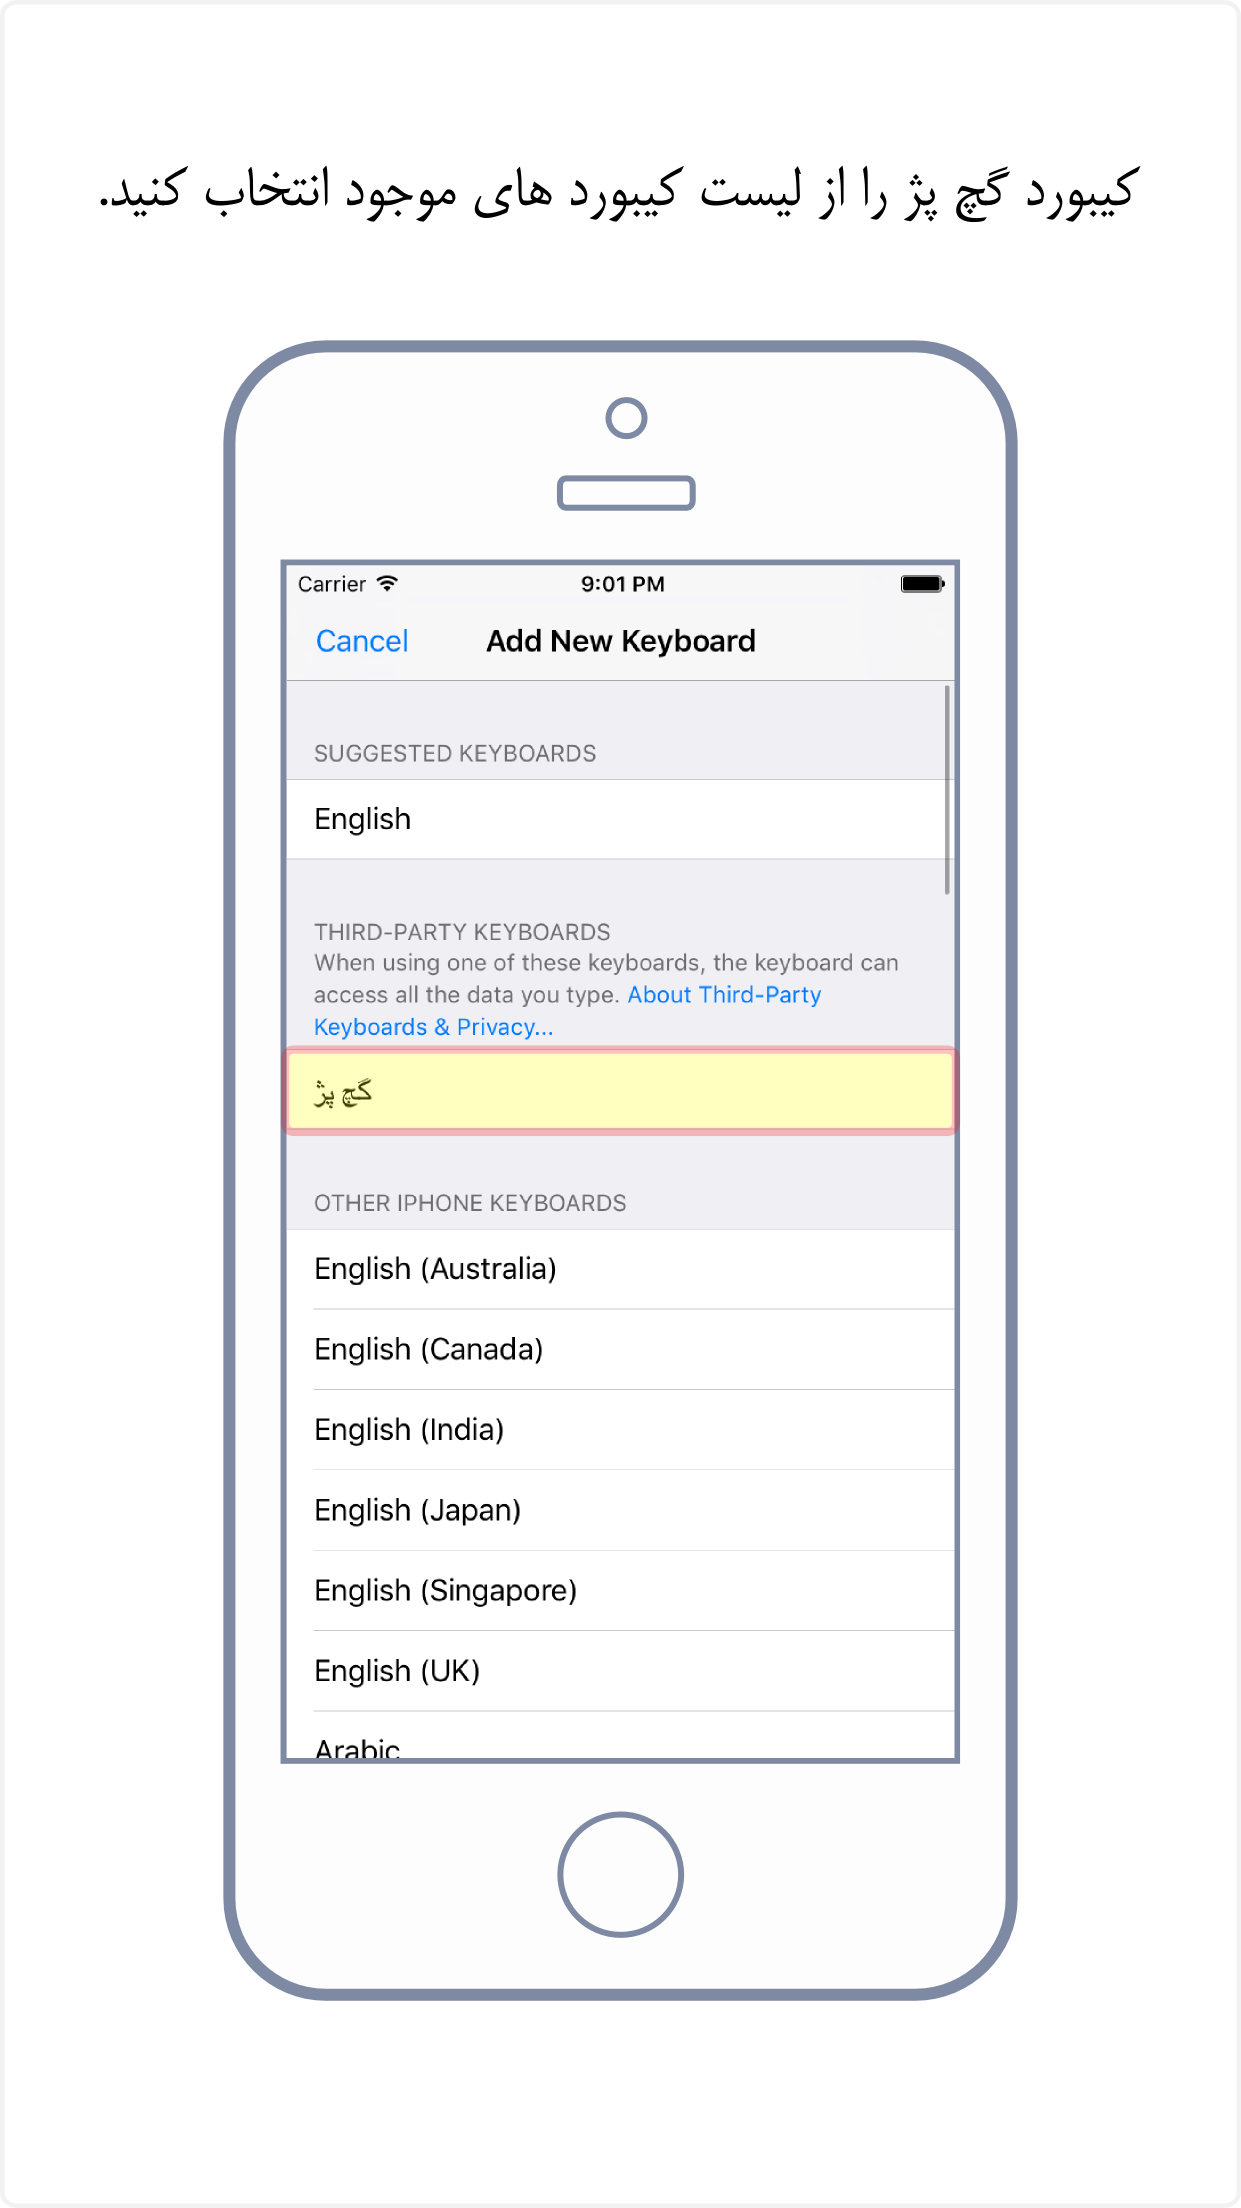 کیبورد گچ پژ را از لیست کیبورد های موجود انتخاب کنید.
Carrier 9:01 PM
Cancel Add New Keyboard
SUGGESTED KEYBOARDS
English
THIRD-PARTY KEYBOARDS
When using one of these keyboards, the keyboard can
access all the data you type. About Third-Party
Keyboards & Privacy...
گچ پژ
OTHER IPHONE KEYBOARDS
English (Australia)
English (Canada)
English (India)
English (Japan)
English (Singapore)
English (UK)
Arabic